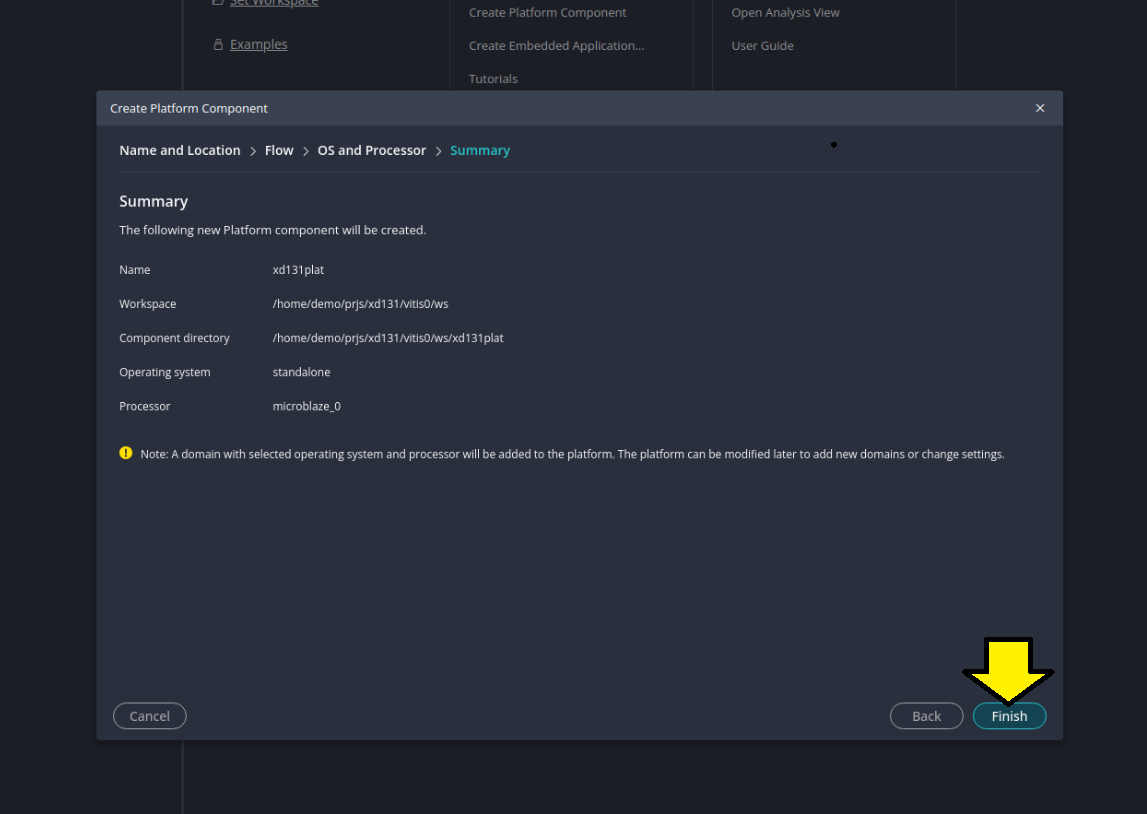 Set Workspace
Create Platform Component
Open Analysis View
Examples
Create Embedded Application...
User Guide
Tutorials
Create Platform Component
Name and Location > Flow > OS and Processor > Summary
Summary
The following new Platform component will be created.
Name xd131plat
Workspace /home/demo/prjs/xd131/vitis0/ws
Component directory /home/demo/prjs/xd131/vitis0/ws/xd131plat
Operating system standalone
Processor microblaze_0
Note: A domain with selected operating system and processor will be added to the platform. The platform can be modified later to add new domains or change settings.
Cancel
Back
Finish